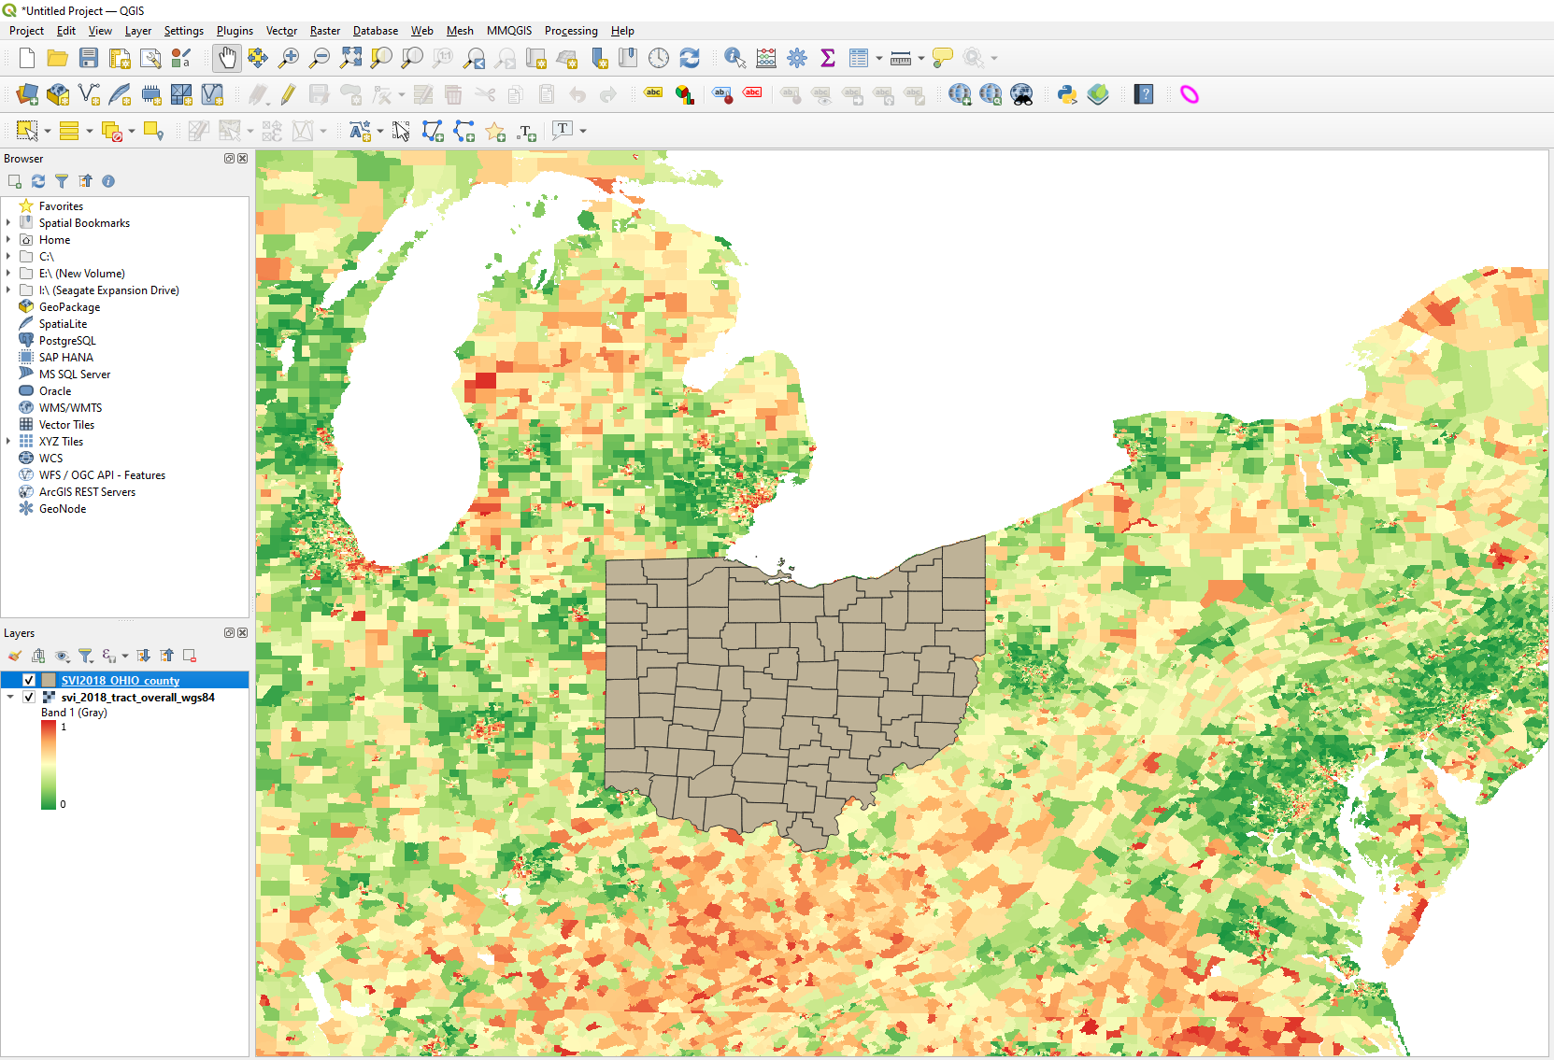 *Untitled Project — QGIS
Project Edit View Layer Settings Plugins Vector Raster Database Web Mesh MMQGIS Processing Help
Browser
Favorites
Spatial Bookmarks
Home
C:\
E:\ (New Volume)
I:\ (Seagate Expansion Drive)
GeoPackage
SpatiaLite
PostgreSQL
SAP HANA
MS SQL Server
Oracle
WMS/WMTS
Vector Tiles
XYZ Tiles
WCS
WFS / OGC API - Features
ArcGIS REST Servers
GeoNode
Layers
SVI2018_OHIO_county
svi_2018_tract_overall_wgs84
Band 1 (Gray)
1
0